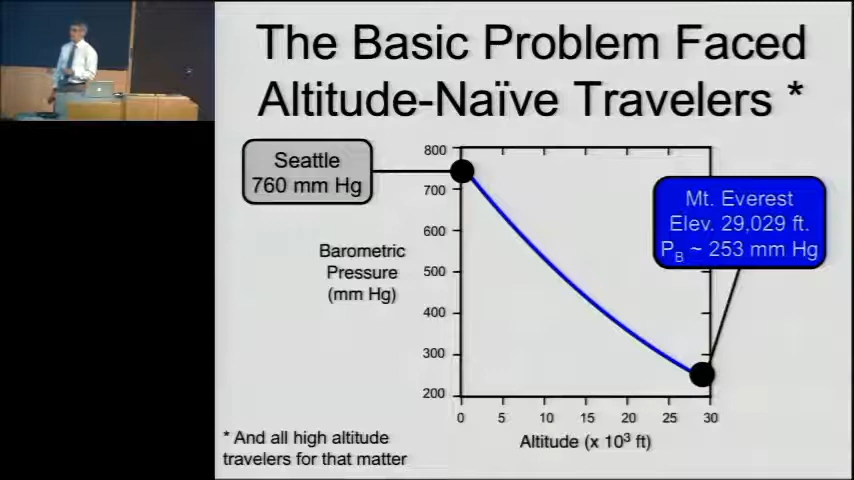 The Basic Problem Faced
Altitude-Naïve Travelers *
Seattle
760 mm Hg
Mt. Everest
Elev. 29,029 ft.
PB ~ 253 mm Hg
Barometric
Pressure
(mm Hg)
800
700
600
500
400
300
200
0 5 10 15 20 25 30
Altitude (x 10³ ft)
* And all high altitude
travelers for that matter